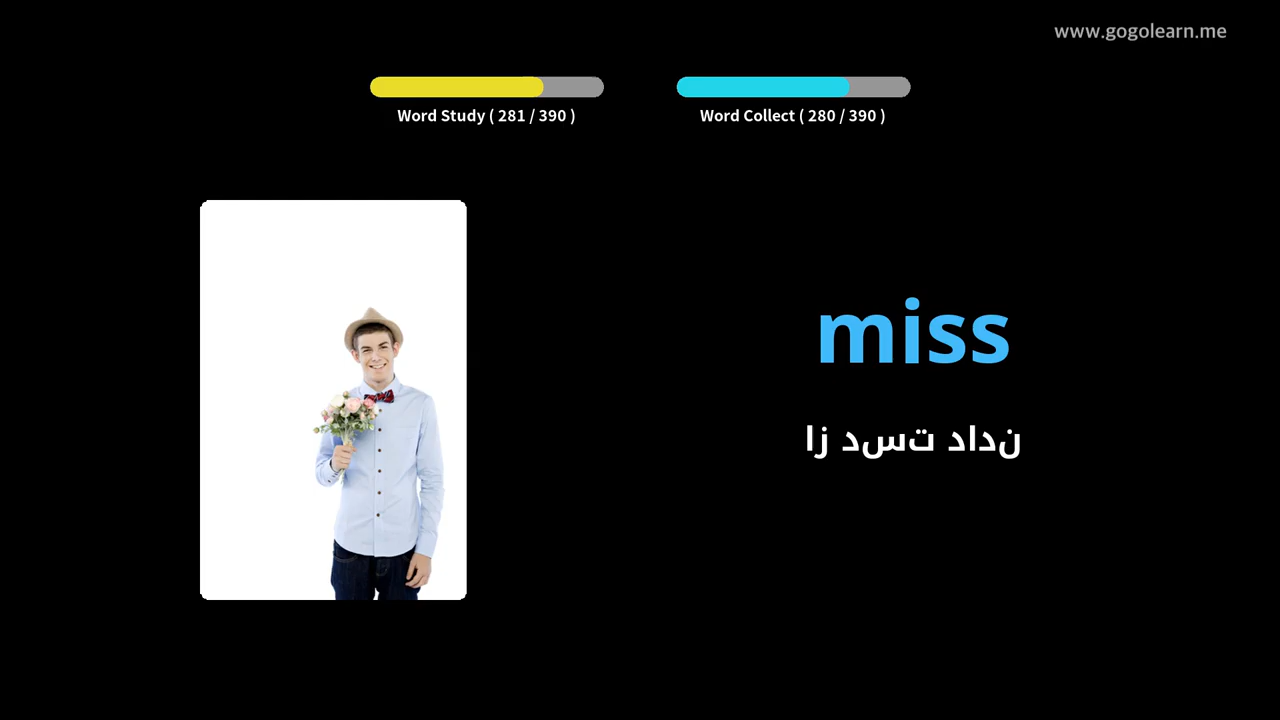 www.gogolearn.me
Word Study ( 281 / 390 )
Word Collect ( 280 / 390 )
miss
نداد تسد زا